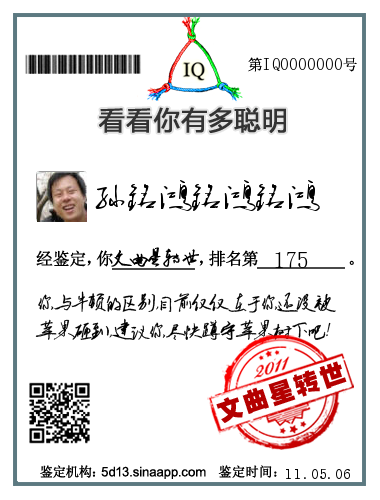 IQ
第IQ0000000号
看看你有多聪明
孙铭鸿铭鸿铭鸿
经鉴定，你文曲星转世，排名第 175 。
你与牛顿的区别，目前仅仅在于你还没被
苹果砸到，建议你尽快蹲守苹果树下吧！
2011
文曲星转世
鉴定机构：5d13.sinaapp.com 鉴定时间：11.05.06